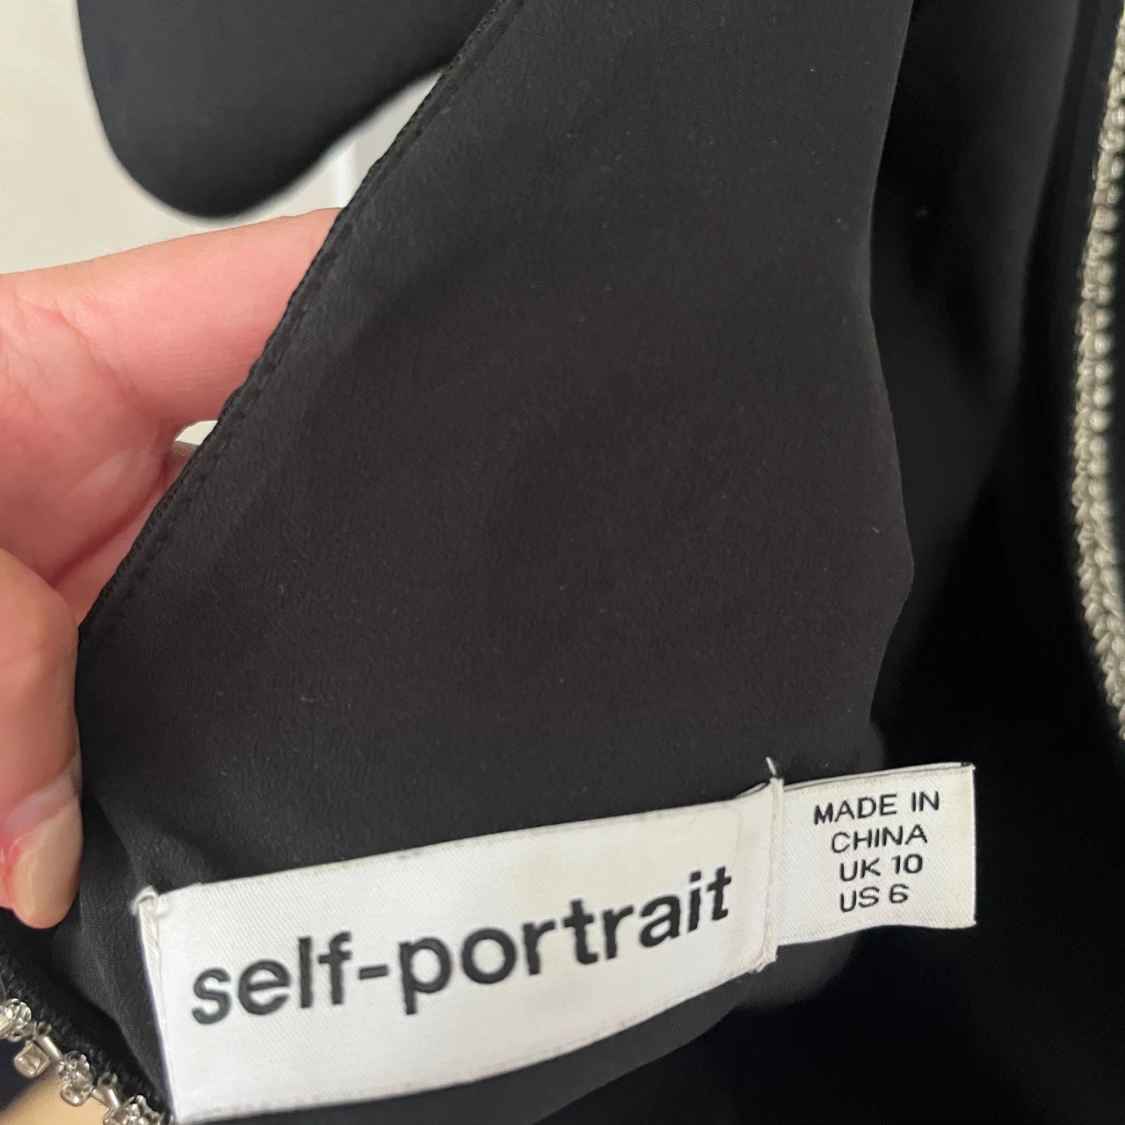 self-portrait
MADE IN
CHINA
UK 10
US 6